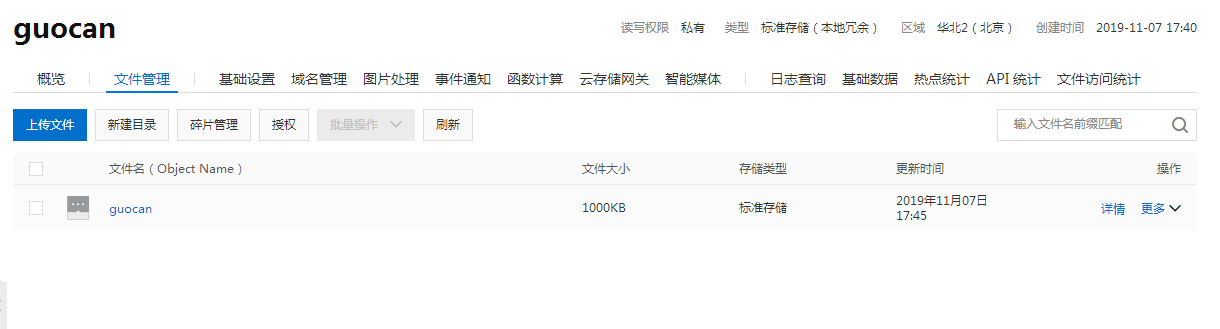 guocan
读写权限 私有 类型 标准存储（本地冗余） 区域 华北2（北京） 创建时间 2019-11-07 17:40
概览 文件管理 基础设置 域名管理 图片处理 事件通知 函数计算 云存储网关 智能媒体 日志查询 基础数据 热点统计 API 统计 文件访问统计
上传文件 新建目录 碎片管理 授权 批量操作 刷新 输入文件名前缀匹配
文件名（Object Name） 文件大小 存储类型 更新时间 操作
guocan 1000KB 标准存储 2019年11月07日 详情 更多
17:45